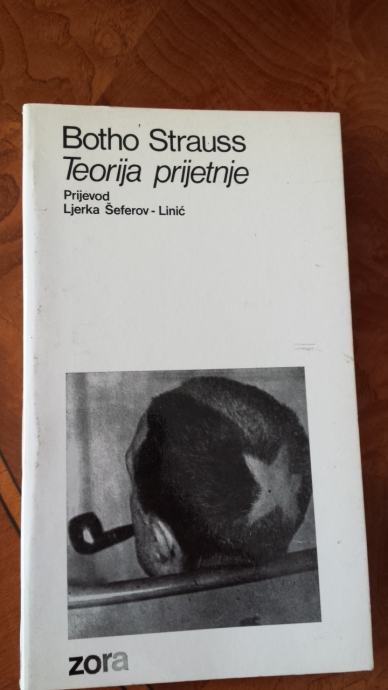 Botho Strauss
Teorija prijetnje
Prijevod
Ljerka Šeferov - Linić
zora